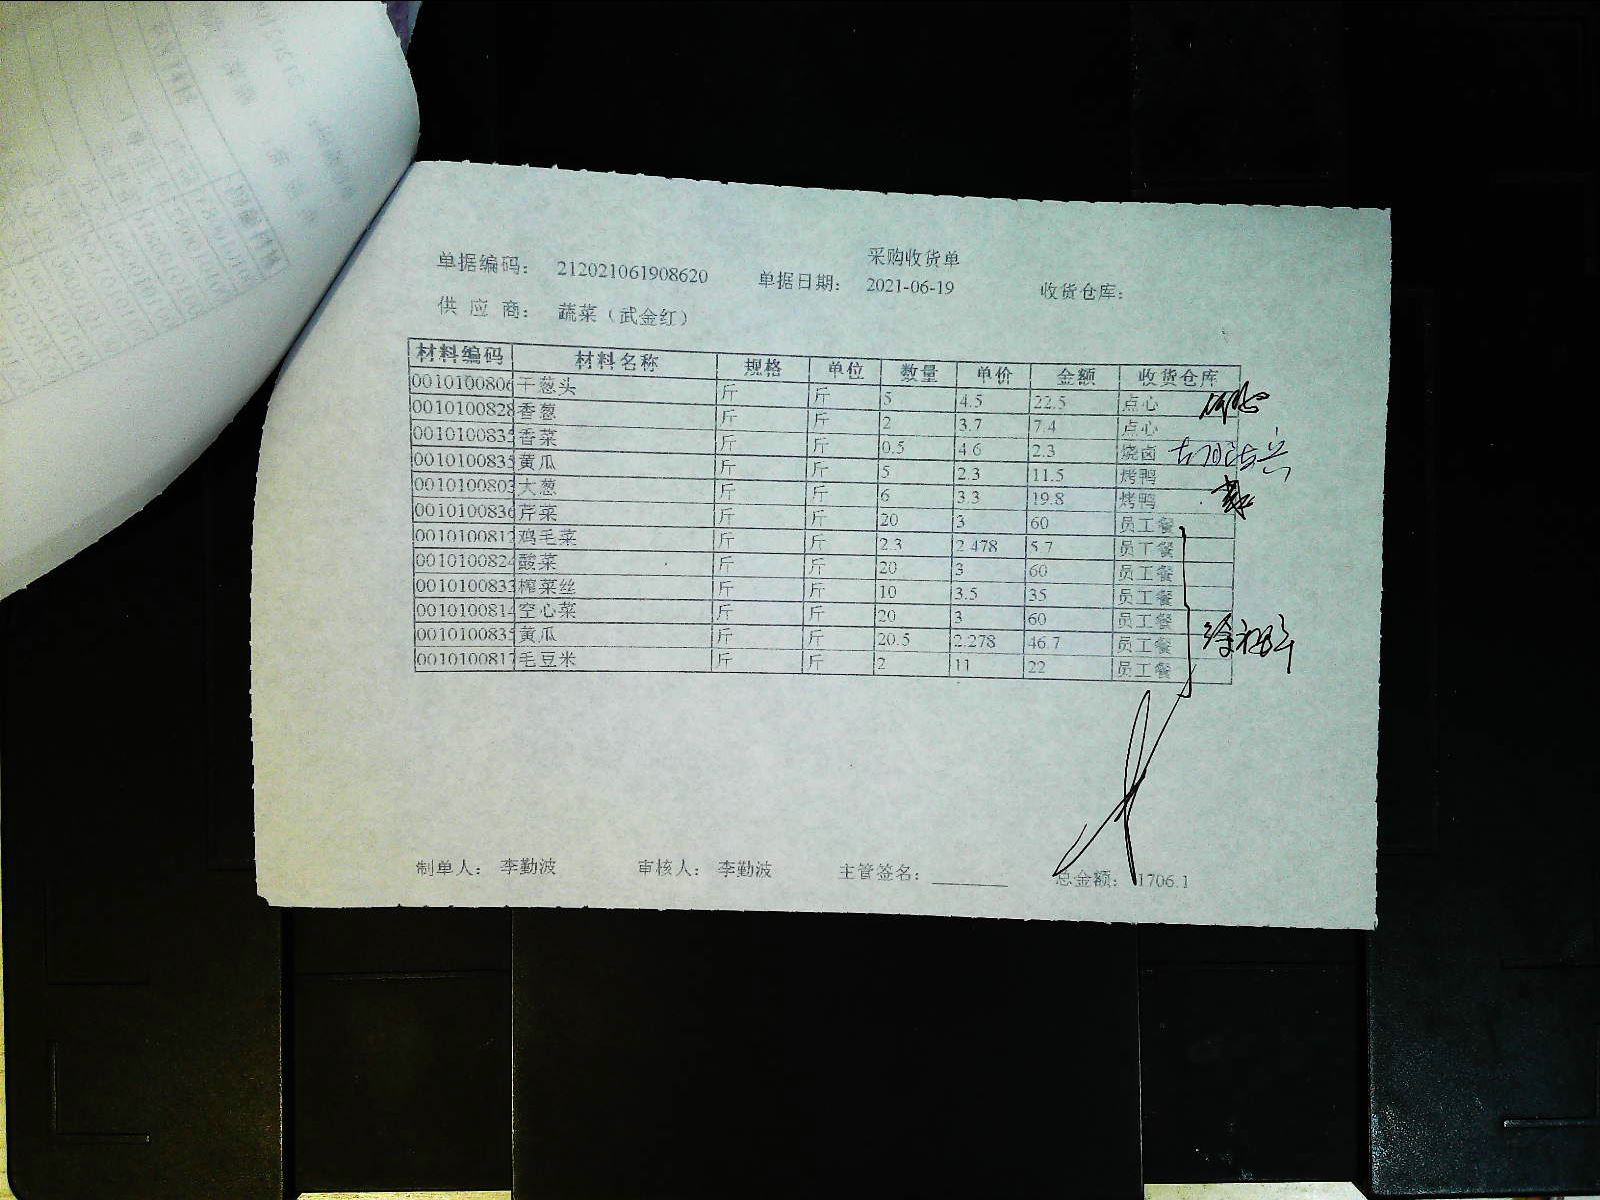 采购收货单
单据编码： 212021061908620 单据日期： 2021-06-19 收货仓库：
供 应 商： 蔬菜（武金红）
材料编码 材料名称 规格 单位 数量 单价 金额 收货仓库
0010100806 干葱头 斤 斤 5 4.5 22.5 点心
0010100828 香葱 斤 斤 2 3.7 7.4 点心
001010083 香菜 斤 斤 0.5 4.6 2.3 烧卤
0010100835 黄瓜 斤 斤 5 2.3 11.5 烤鸭
0010100803 大葱 斤 斤 6 3.3 19.8 烤鸭
0010100836 芹菜 斤 斤 20 3 60 员工餐
0010100812 鸡毛菜 斤 斤 2.3 2.478 5.7 员工餐
0010100824 酸菜 斤 斤 20 3 60 员工餐
0010100833 榨菜丝 斤 斤 10 3.5 35 员工餐
0010100814 空心菜 斤 斤 20 3 60 员工餐
0010100835 黄瓜 斤 斤 20.5 2.278 46.7 员工餐
0010100817 毛豆米 斤 斤 2 11 22 员工餐
制单人： 李勤波 审核人： 李勤波 主管签名： 总金额： 1706.1